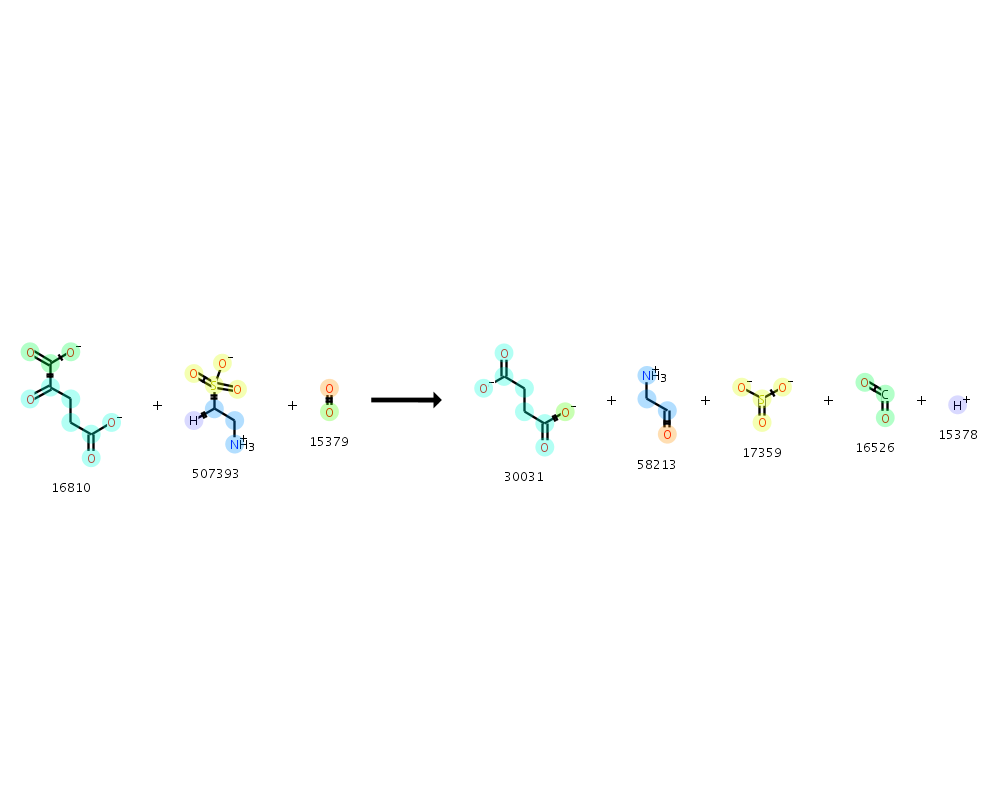 O O⁻ O O⁻ O
16810
+
O⁻ O S O H NH₃⁺
507393
+
O O
15379
O O⁻ O⁻ O
30031
+
NH₃⁺ O
58213
+
O⁻ S O⁻ O
17359
+
O C O
16526
+
H⁺
15378